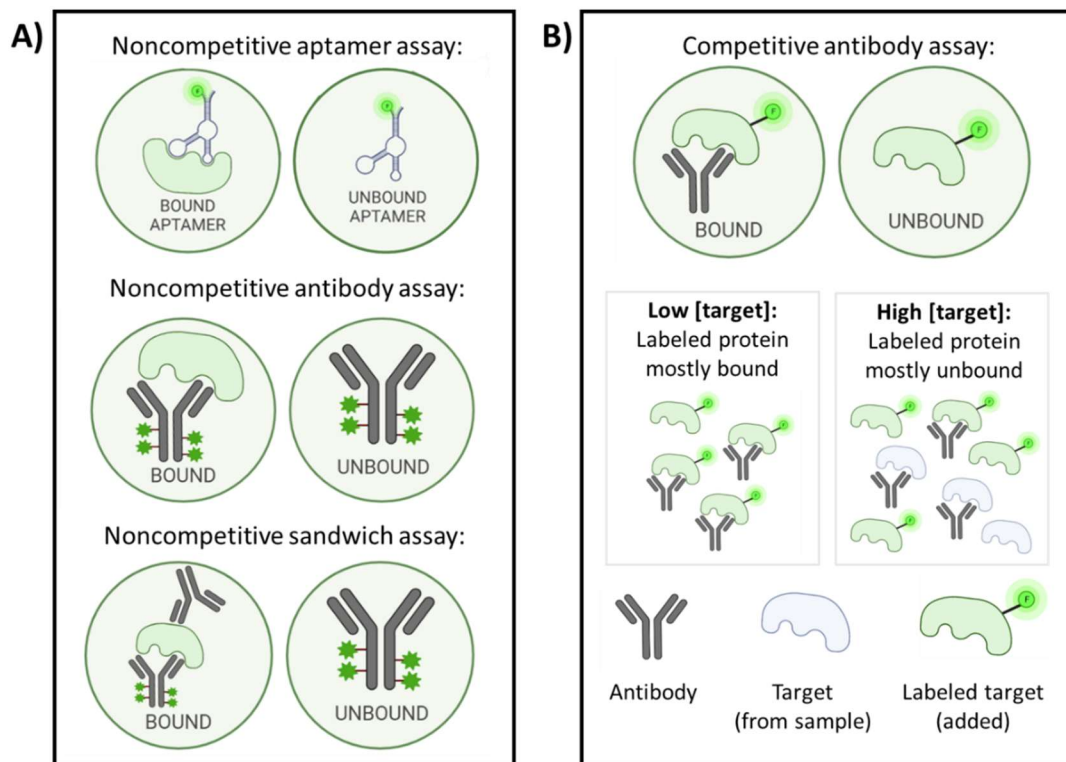 A)
Noncompetitive aptamer assay:
F
BOUND
APTAMER
F
UNBOUND
APTAMER
Noncompetitive antibody assay:
BOUND
UNBOUND
Noncompetitive sandwich assay:
BOUND
UNBOUND
B)
Competitive antibody assay:
F
BOUND
F
UNBOUND
Low [target]:
Labeled protein
mostly bound
F
F
F
F
High [target]:
Labeled protein
mostly unbound
F
F
F
F
Antibody
Target
(from sample)
F
Labeled target
(added)